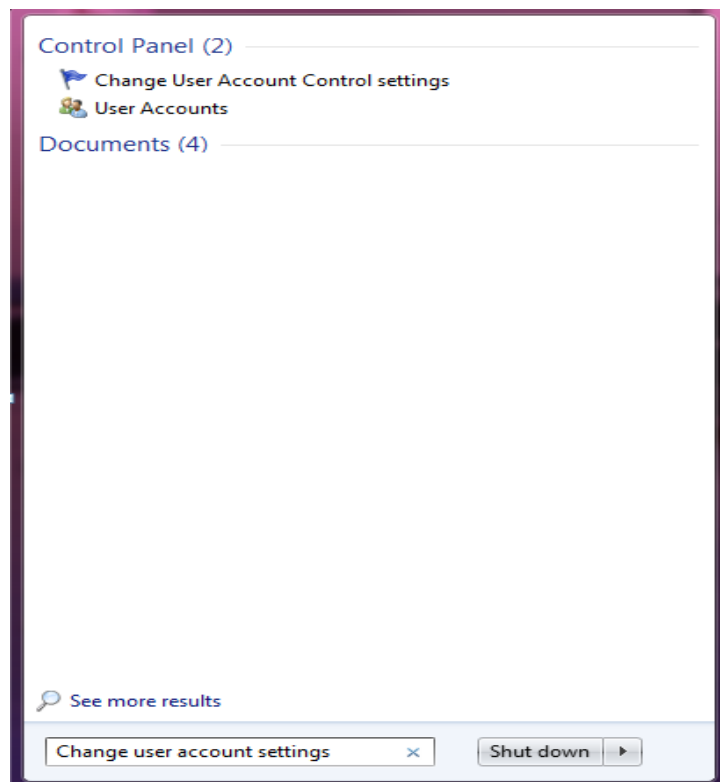 Control Panel (2)
Change User Account Control settings
User Accounts
Documents (4)
See more results
Change user account settings
Shut down